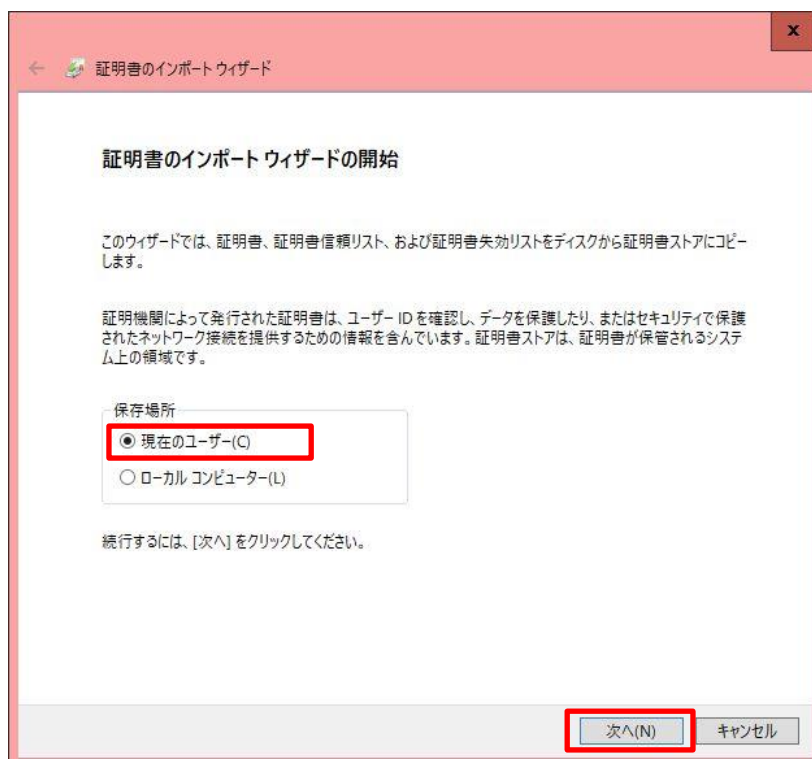 x
証明書のインポート ウィザード
証明書のインポート ウィザードの開始
このウィザードでは、証明書、証明書信頼リスト、および証明書失効リストをディスクから証明書ストアにコピー
します。
証明機関によって発行された証明書は、ユーザー ID を確認し、データを保護したり、またはセキュリティで保護
されたネットワーク接続を提供するための情報を含んでいます。証明書ストアは、証明書が保管されるシステ
ム上の領域です。
保存場所
現在のユーザー(C)
ローカル コンピューター(L)
続行するには、[次へ] をクリックしてください。
次へ(N) キャンセル